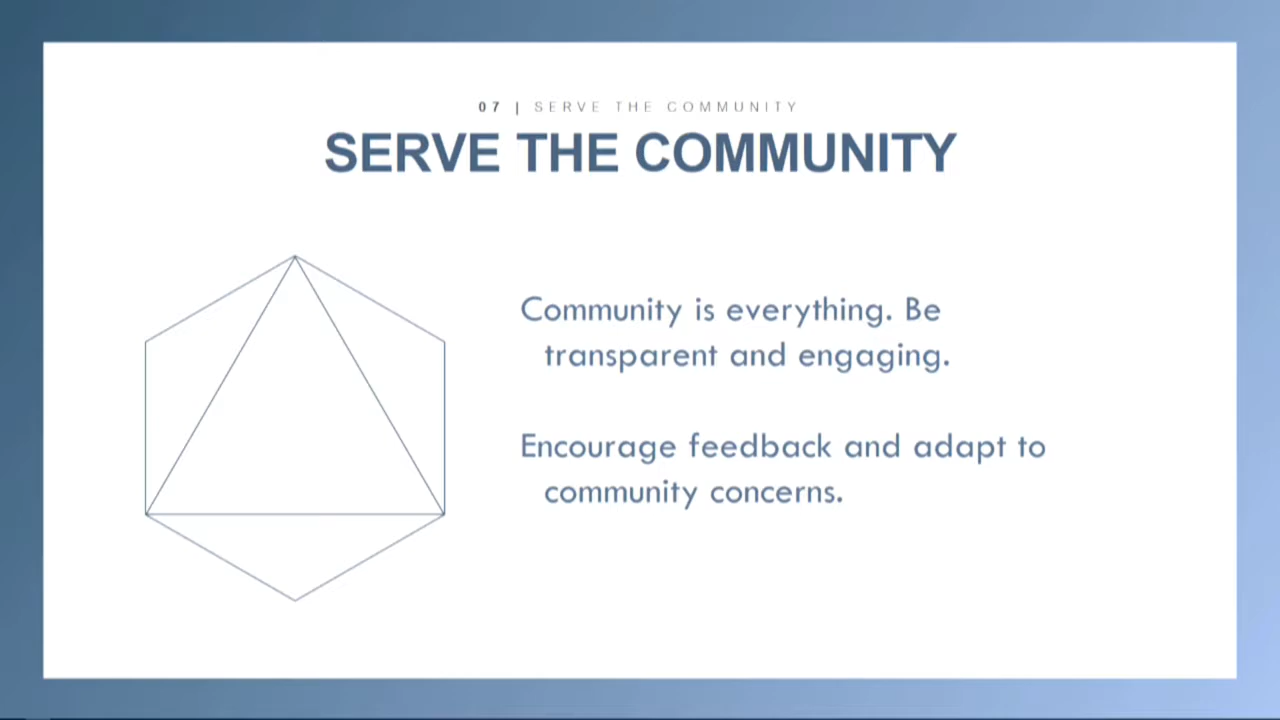 07 | SERVE THE COMMUNITY
SERVE THE COMMUNITY
Community is everything. Be
transparent and engaging.
Encourage feedback and adapt to
community concerns.